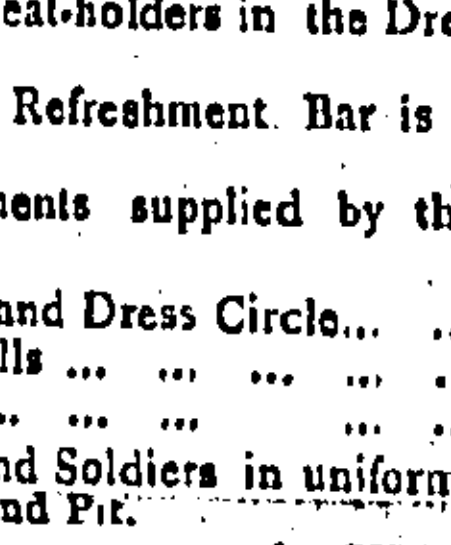 eat-holders in the Dre
Refreshment Bar is
ments supplied by th
and Dress Circle... ..
lls ... ... ... ... .
.. ... ... ... ..
nd Soldiers in uniform
nd Pit.